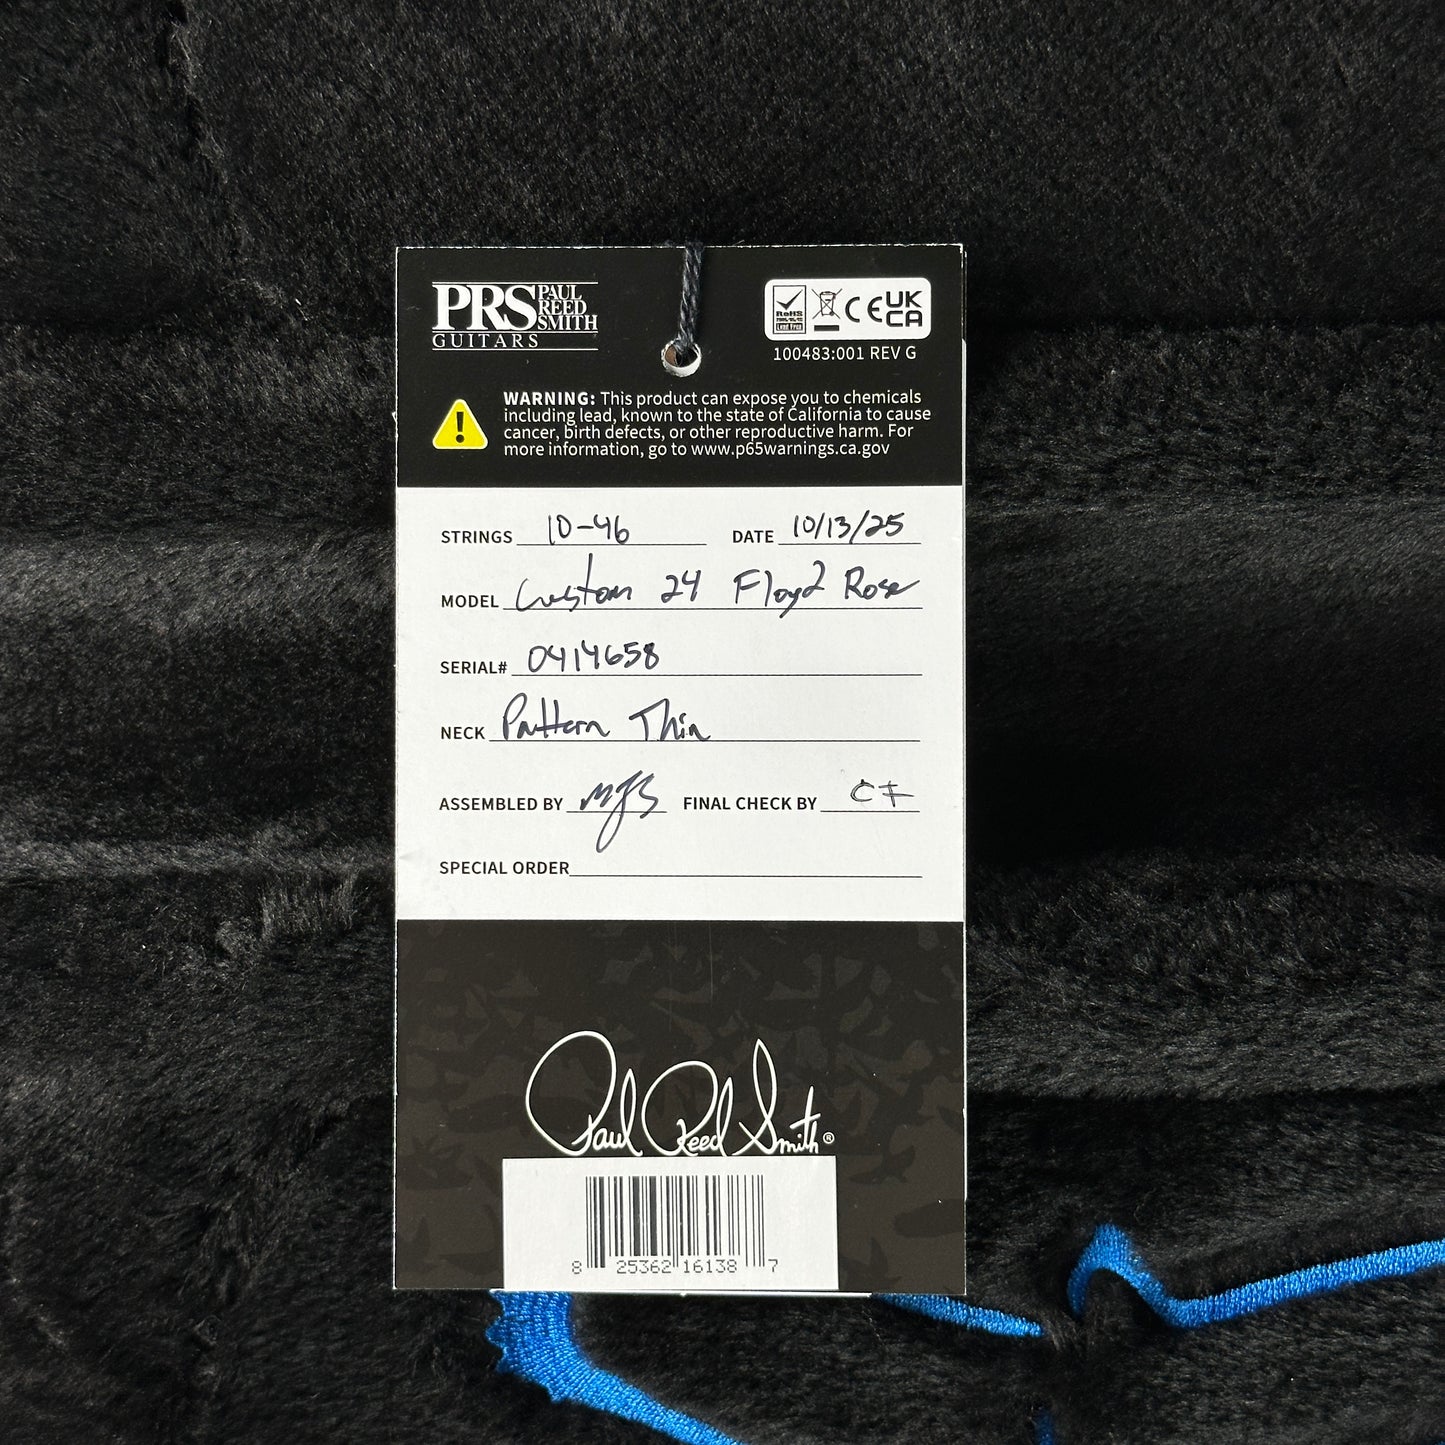 PRS PAUL REED SMITH
GUITARS
RoHS
Lead Free
CE UK CA
100483:001 REV G
WARNING: This product can expose you to chemicals
including lead, known to the state of California to cause
cancer, birth defects, or other reproductive harm. For
more information, go to www.p65warnings.ca.gov
STRINGS 10-46 DATE 10/13/25
MODEL Custom 24 Floyd Rose
SERIAL# 0414658
NECK Pattern Thin
ASSEMBLED BY MJB FINAL CHECK BY CF
SPECIAL ORDER
Paul Reed Smith®
8 25362 16138 7